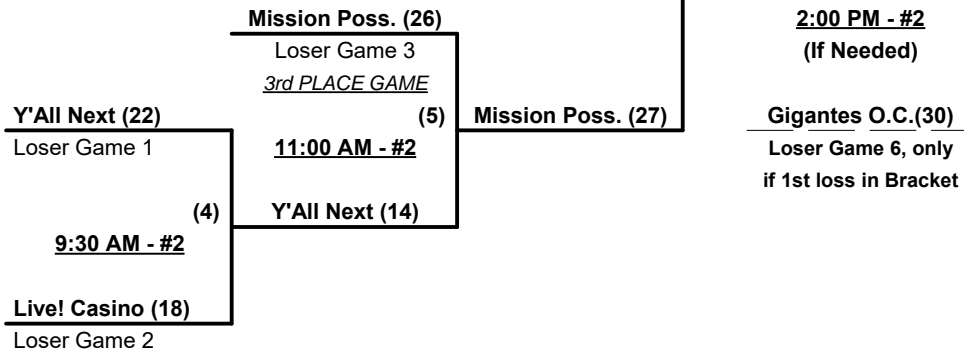 Mission Poss. (26)
Loser Game 3
3rd PLACE GAME
(5)
11:00 AM - #2
Y'All Next (22)
Loser Game 1
(4)
9:30 AM - #2
Y'All Next (14)
Live! Casino (18)
Loser Game 2
Mission Poss. (27)
2:00 PM - #2
(If Needed)
Gigantes O.C.(30)
Loser Game 6, only
if 1st loss in Bracket